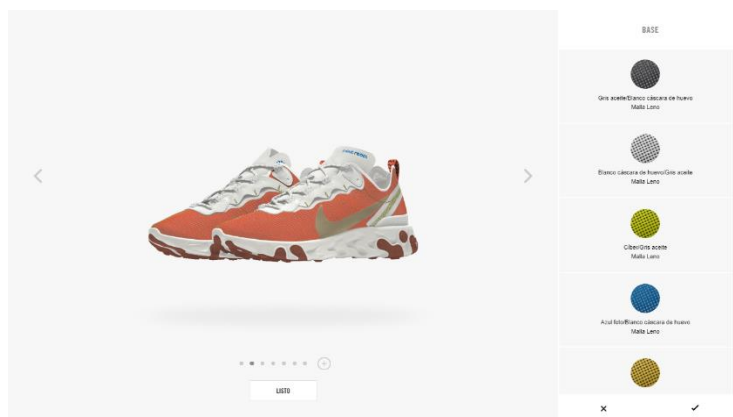 BASE
Gris aceite/Blanco cáscara de huevo
Malla Leno
Blanco cáscara de huevo/Gris aceite
Malla Leno
Ciber/Gris aceite
Malla Leno
Azul foto/Blanco cáscara de huevo
Malla Leno
LISTO